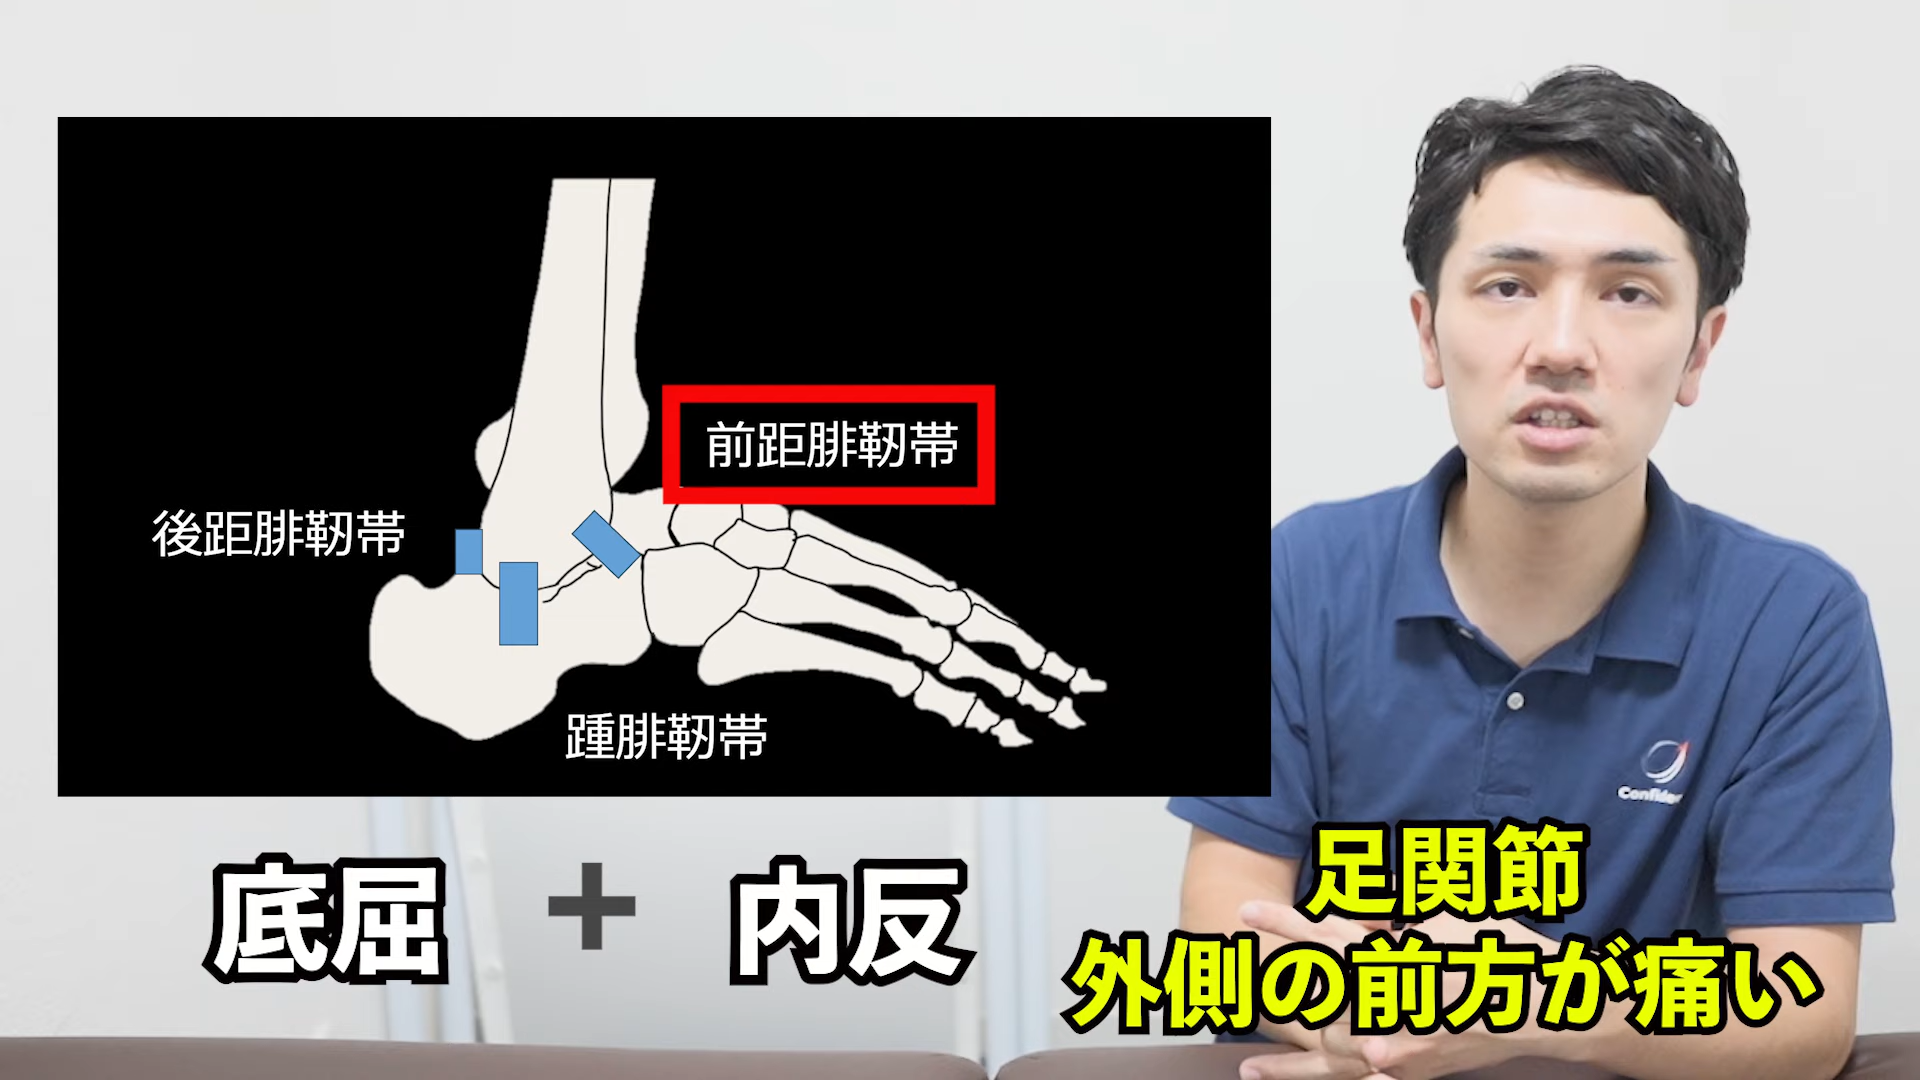 前距腓靭帯
後距腓靭帯
踵腓靭帯
底屈 + 内反
足関節
外側の前方が痛い